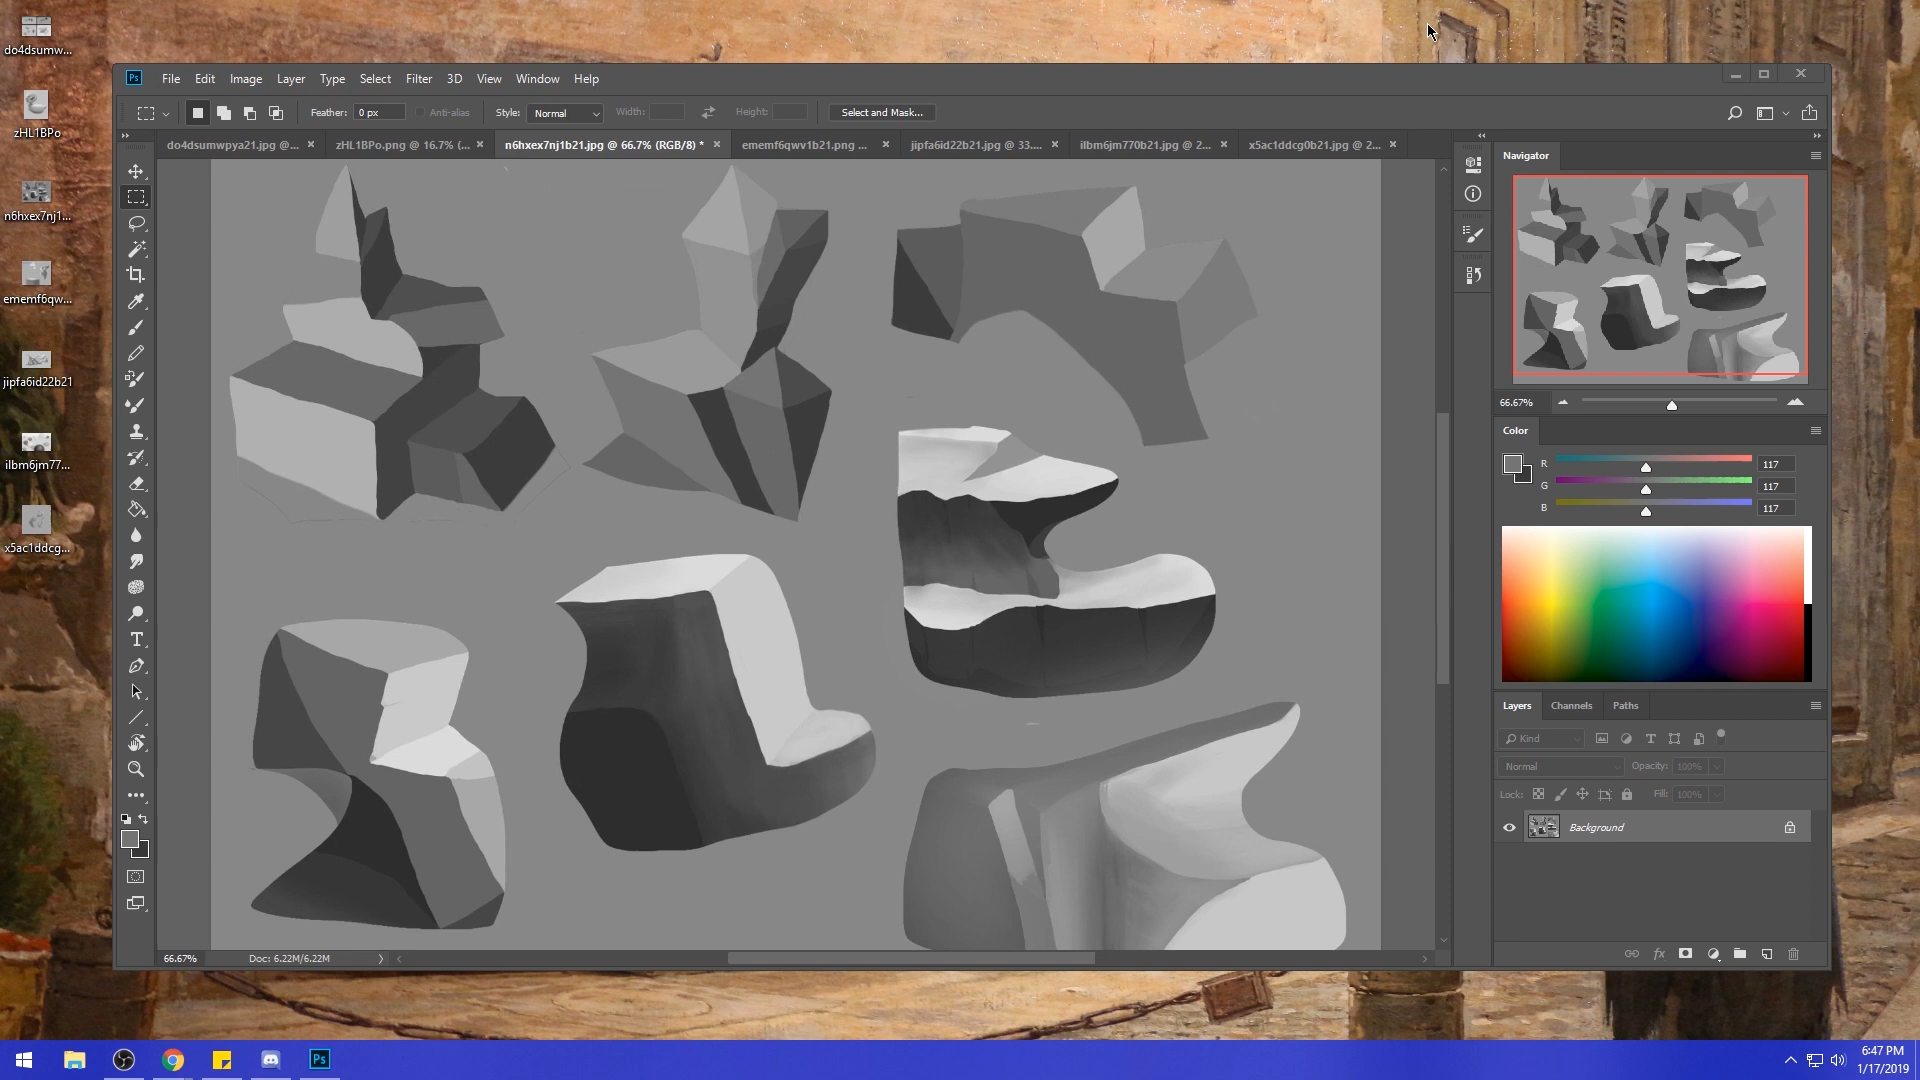 do4dsumw...
zHL1BPo
n6hxex7nj1...
ememf6qw...
jipfa6id22b21
ilbm6jm77...
x5ac1ddcg...
Ps File Edit Image Layer Type Select Filter 3D View Window Help
Feather: 0 px Anti-alias Style: Normal Width: Height: Select and Mask...
do4dsumwpya21.jpg @... zHL1BPo.png @ 16.7% (... n6hxex7nj1b21.jpg @ 66.7% (RGB/8) * ememf6qwv1b21.png ... jipfa6id22b21.jpg @ 33.... ilbm6jm770b21.jpg @ 2... x5ac1ddcg0b21.jpg @ 2...
Navigator
66.67%
Color
R 117
G 117
B 117
Layers Channels Paths
Kind
Normal Opacity: 100%
Lock: Fill: 100%
Background
fx
66.67% Doc: 6.22M/6.22M
Ps
6:47 PM
1/17/2019